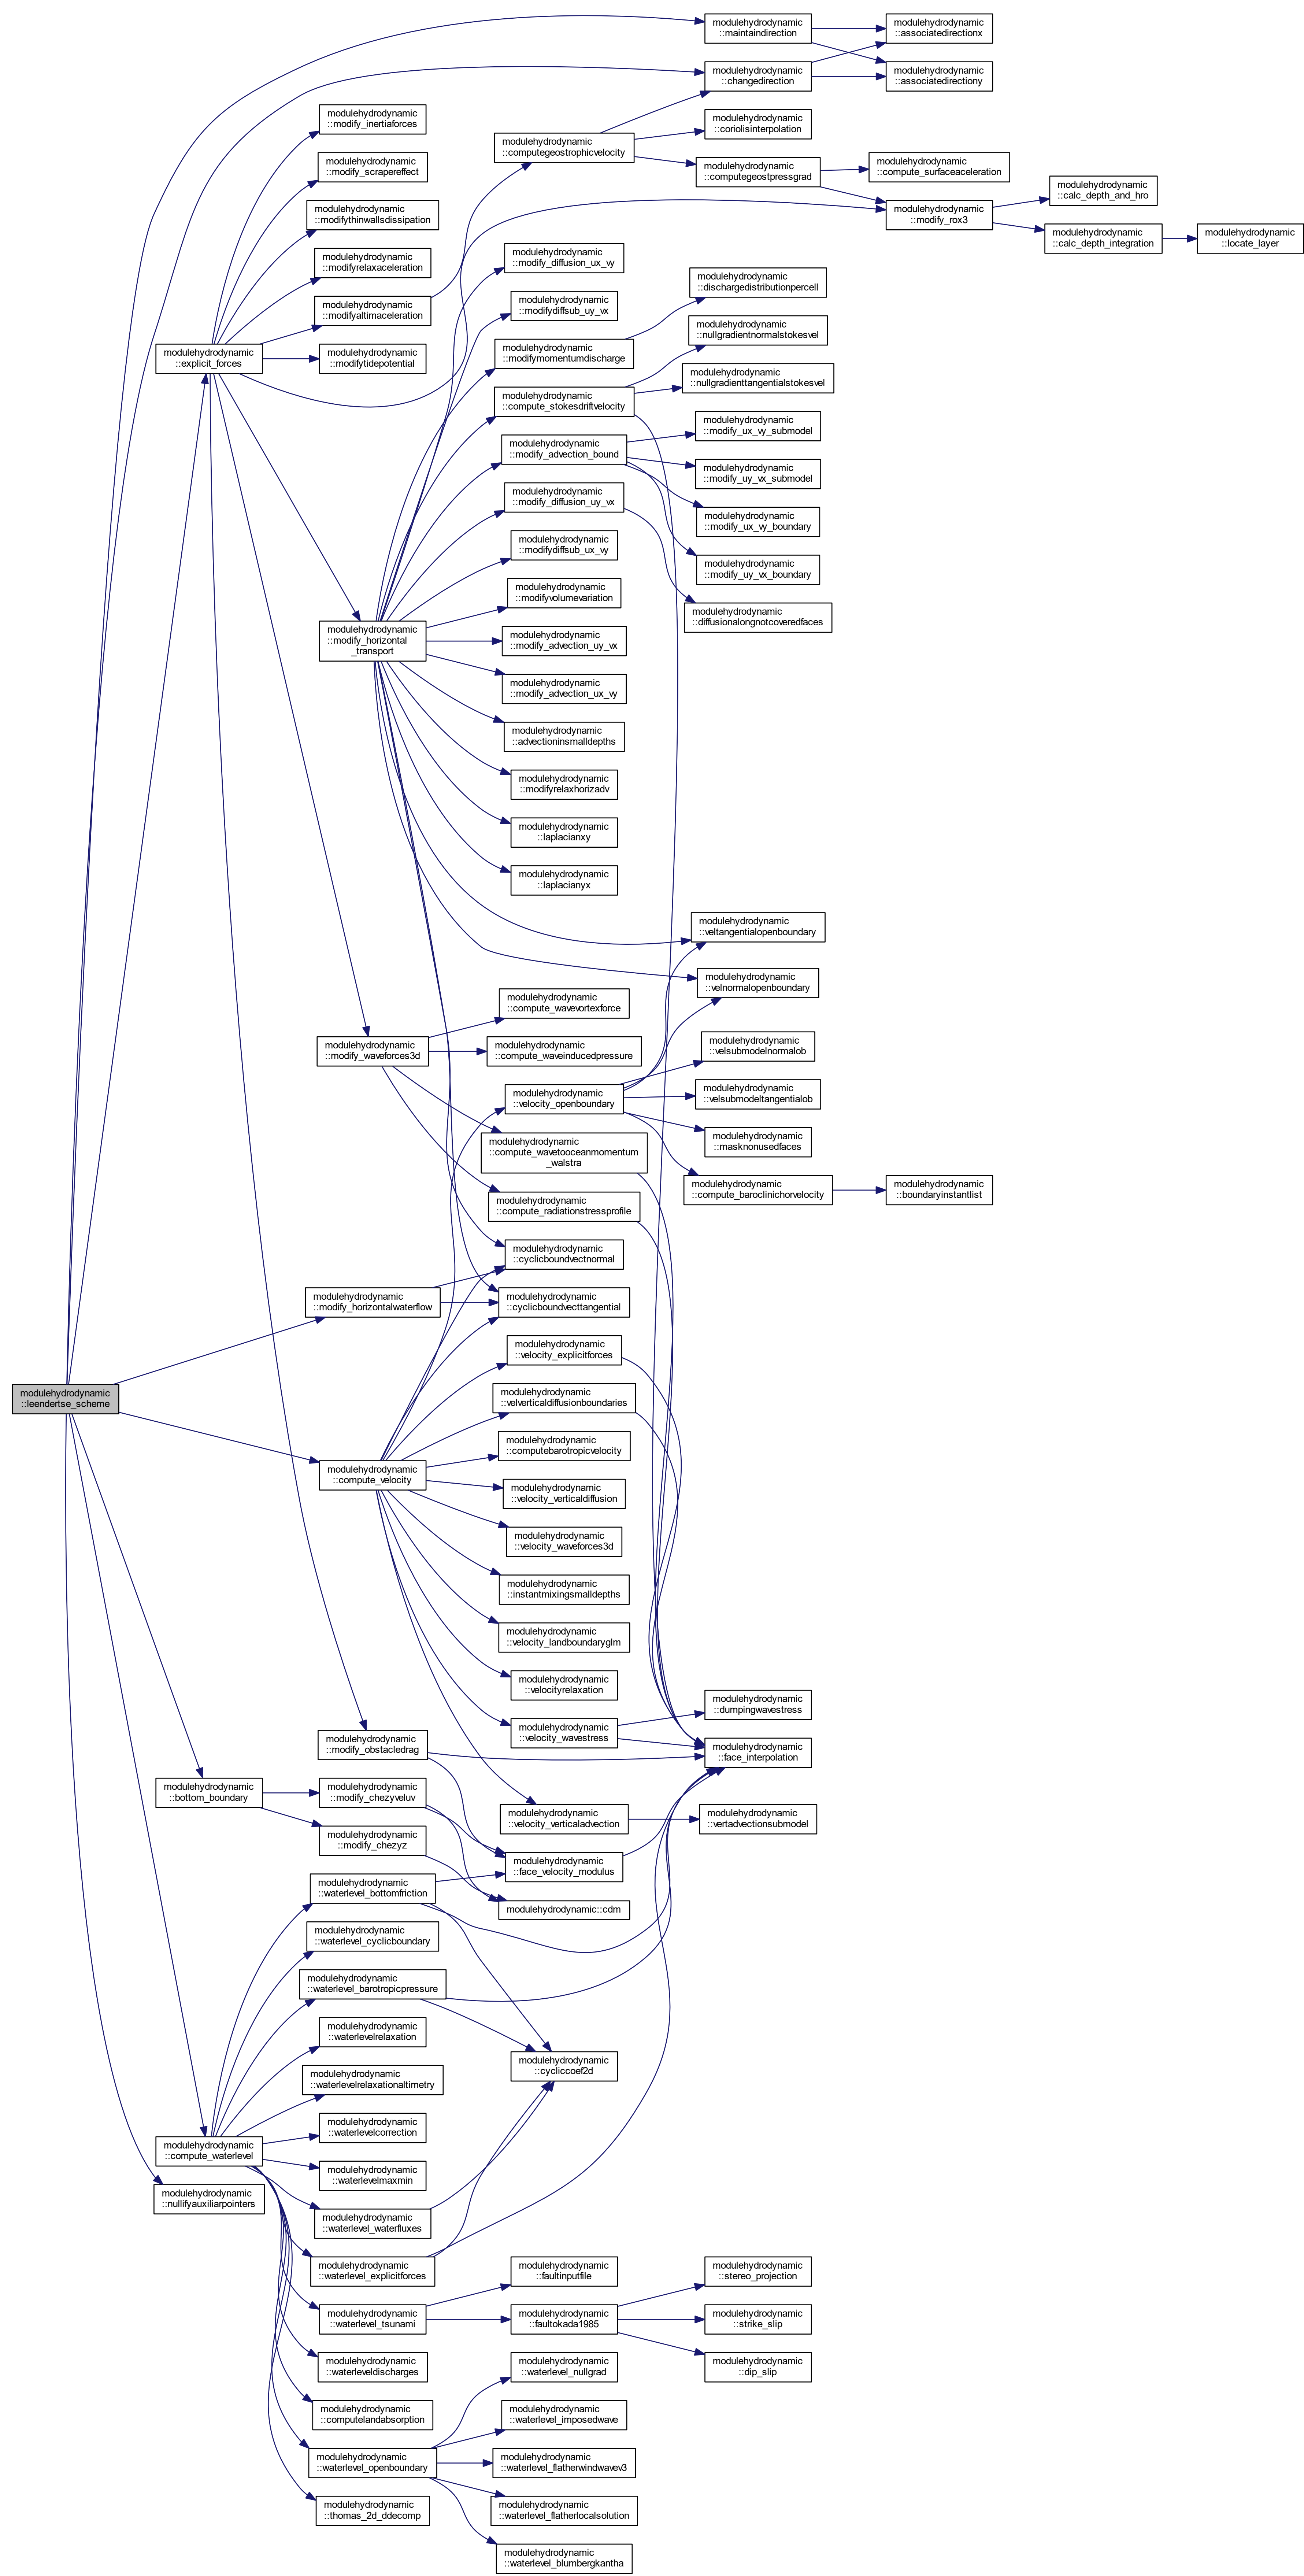 modulehydrodynamic
::maintaindirection
modulehydrodynamic
::associatedirectionx
modulehydrodynamic
::changedirection
modulehydrodynamic
::associatedirectiony
modulehydrodynamic
::modify_inertiaforces
modulehydrodynamic
::coriolisinterpolation
modulehydrodynamic
::computegeostrophicvelocity
modulehydrodynamic
::modify_scrapereffect
modulehydrodynamic
::computegeostpressgrad
modulehydrodynamic
::compute_surfaceaceleration
modulehydrodynamic
::calc_depth_and_hro
modulehydrodynamic
::modifythinwallsdissipation
modulehydrodynamic
::modify_rox3
modulehydrodynamic
::calc_depth_integration
modulehydrodynamic
::locate_layer
modulehydrodynamic
::modifyrelaxaceleration
modulehydrodynamic
::modify_diffusion_ux_vy
modulehydrodynamic
::dischargedistributionpercell
modulehydrodynamic
::modifyaltimaceleration
modulehydrodynamic
::modifydiffsub_uy_vx
modulehydrodynamic
::nullgradientnormalstokesvel
modulehydrodynamic
::explicit_forces
modulehydrodynamic
::modifytidepotential
modulehydrodynamic
::modifymomentumdischarge
modulehydrodynamic
::nullgradienttangentialstokesvel
modulehydrodynamic
::compute_stokesdriftvelocity
modulehydrodynamic
::modify_ux_vy_submodel
modulehydrodynamic
::modify_advection_bound
modulehydrodynamic
::modify_uy_vx_submodel
modulehydrodynamic
::modify_diffusion_uy_vx
modulehydrodynamic
::modify_ux_vy_boundary
modulehydrodynamic
::modifydiffsub_ux_vy
modulehydrodynamic
::modify_uy_vx_boundary
modulehydrodynamic
::modifyvolumevariation
modulehydrodynamic
::diffusionalongnotcoveredfaces
modulehydrodynamic
::modify_horizontal
_transport
modulehydrodynamic
::modify_advection_uy_vx
modulehydrodynamic
::modify_advection_ux_vy
modulehydrodynamic
::advectioninsmalldepths
modulehydrodynamic
::modifyrelaxhorizadv
modulehydrodynamic
::laplacianxy
modulehydrodynamic
::laplacianyx
modulehydrodynamic
::veltangentialopenboundary
modulehydrodynamic
::velnormalopenboundary
modulehydrodynamic
::compute_wavevortexforce
modulehydrodynamic
::modify_waveforces3d
modulehydrodynamic
::compute_waveinducedpressure
modulehydrodynamic
::velsubmodelnormalob
modulehydrodynamic
::velocity_openboundary
modulehydrodynamic
::velsubmodeltangentialob
modulehydrodynamic
::compute_wavetooceanmomentum
_walstra
modulehydrodynamic
::masknonusedfaces
modulehydrodynamic
::compute_radiationstressprofile
modulehydrodynamic
::compute_baroclinichorvelocity
modulehydrodynamic
::boundaryinstantlist
modulehydrodynamic
::cyclicboundvectnormal
modulehydrodynamic
::modify_horizontalwaterflow
modulehydrodynamic
::cyclicboundvecttangential
modulehydrodynamic
::velocity_explicitforces
modulehydrodynamic
::leendertse_scheme
modulehydrodynamic
::velverticaldiffusionboundaries
modulehydrodynamic
::computebarotropicvelocity
modulehydrodynamic
::compute_velocity
modulehydrodynamic
::velocity_verticaldiffusion
modulehydrodynamic
::velocity_waveforces3d
modulehydrodynamic
::instantmixingsmalldepths
modulehydrodynamic
::velocity_landboundaryglm
modulehydrodynamic
::velocityrelaxation
modulehydrodynamic
::dumpingwavestress
modulehydrodynamic
::modify_obstacledrag
modulehydrodynamic
::velocity_wavestress
modulehydrodynamic
::face_interpolation
modulehydrodynamic
::bottom_boundary
modulehydrodynamic
::modify_chezyveluv
modulehydrodynamic
::velocity_verticaladvection
modulehydrodynamic
::vertadvectionsubmodel
modulehydrodynamic
::modify_chezyz
modulehydrodynamic
::face_velocity_modulus
modulehydrodynamic
::waterlevel_bottomfriction
modulehydrodynamic::cdm
modulehydrodynamic
::waterlevel_cyclicboundary
modulehydrodynamic
::waterlevel_barotropicpressure
modulehydrodynamic
::waterlevelrelaxation
modulehydrodynamic
::cycliccoef2d
modulehydrodynamic
::waterlevelrelaxationaltimetry
modulehydrodynamic
::waterlevelcorrection
modulehydrodynamic
::compute_waterlevel
modulehydrodynamic
::waterlevelmaxmin
modulehydrodynamic
::nullifyauxiliarpointers
modulehydrodynamic
::waterlevel_waterfluxes
modulehydrodynamic
::waterlevel_explicitforces
modulehydrodynamic
::faultinputfile
modulehydrodynamic
::stereo_projection
modulehydrodynamic
::waterlevel_tsunami
modulehydrodynamic
::faultokada1985
modulehydrodynamic
::strike_slip
modulehydrodynamic
::waterleveldischarges
modulehydrodynamic
::waterlevel_nullgrad
modulehydrodynamic
::dip_slip
modulehydrodynamic
::computelandabsorption
modulehydrodynamic
::waterlevel_imposedwave
modulehydrodynamic
::waterlevel_openboundary
modulehydrodynamic
::waterlevel_flatherwindwavev3
modulehydrodynamic
::thomas_2d_ddecomp
modulehydrodynamic
::waterlevel_flatherlocalsolution
modulehydrodynamic
::waterlevel_blumbergkantha